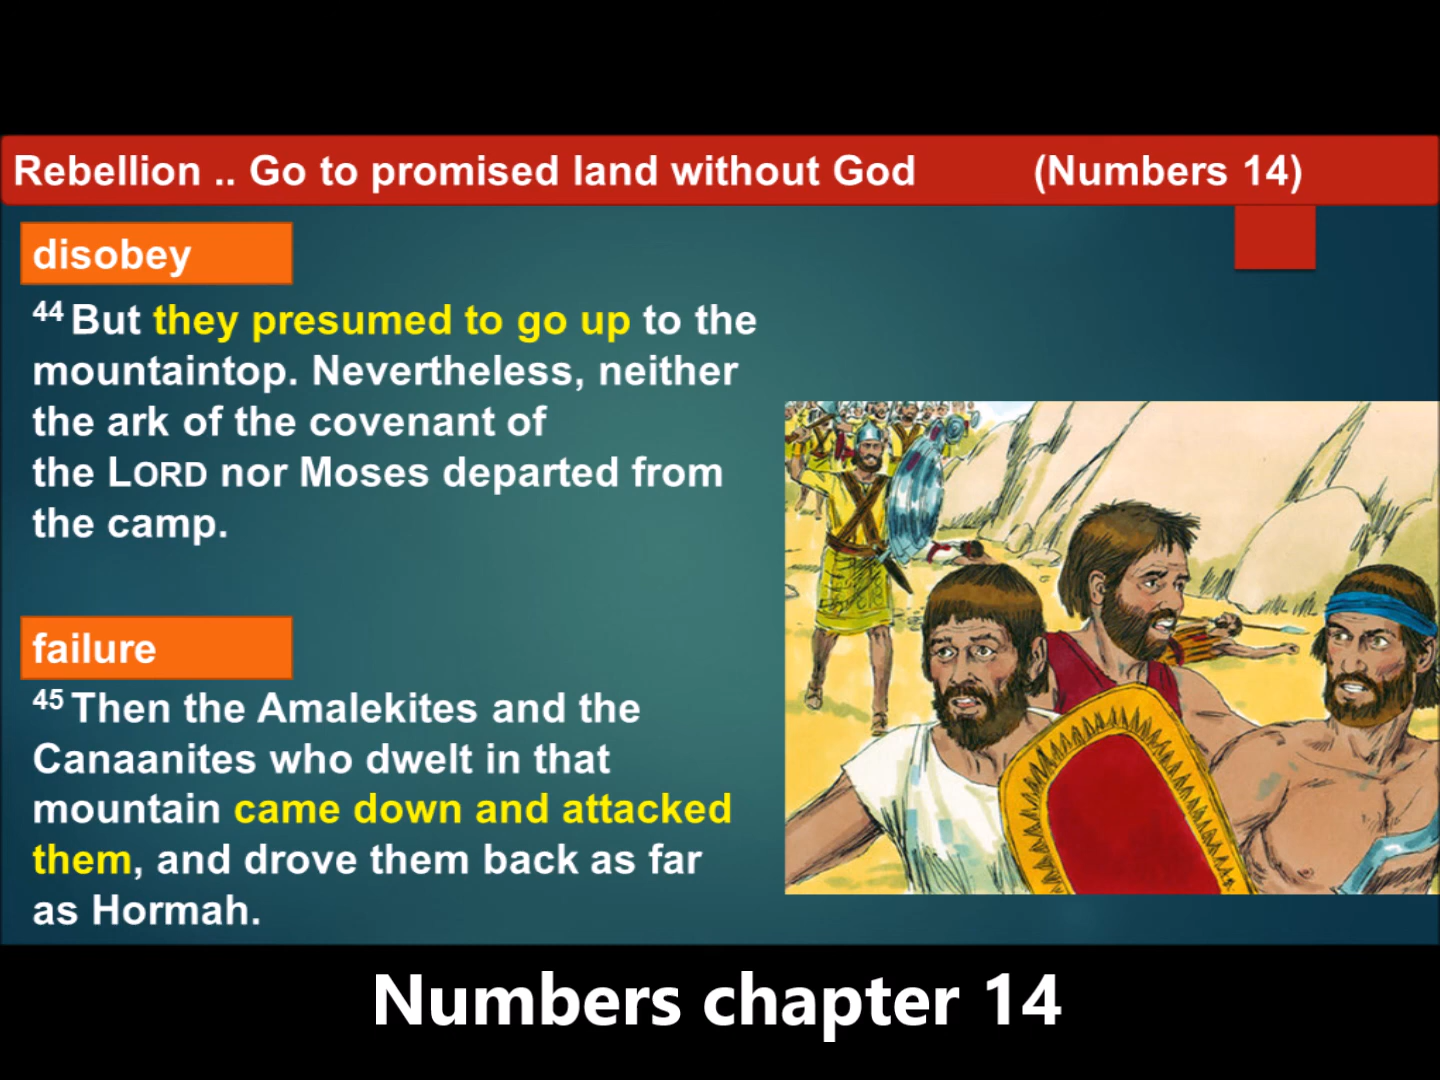 Rebellion .. Go to promised land without God (Numbers 14)
disobey
44 But they presumed to go up to the
mountaintop. Nevertheless, neither
the ark of the covenant of
the LORD nor Moses departed from
the camp.
failure
45 Then the Amalekites and the
Canaanites who dwelt in that
mountain came down and attacked
them, and drove them back as far
as Hormah.
Numbers chapter 14